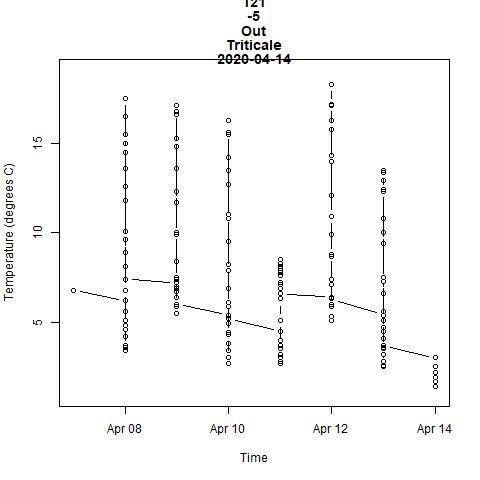 121
-5
Out
Triticale
2020-04-14
Temperature (degrees C)
15
10
5
Apr 08
Apr 10
Apr 12
Apr 14
Time